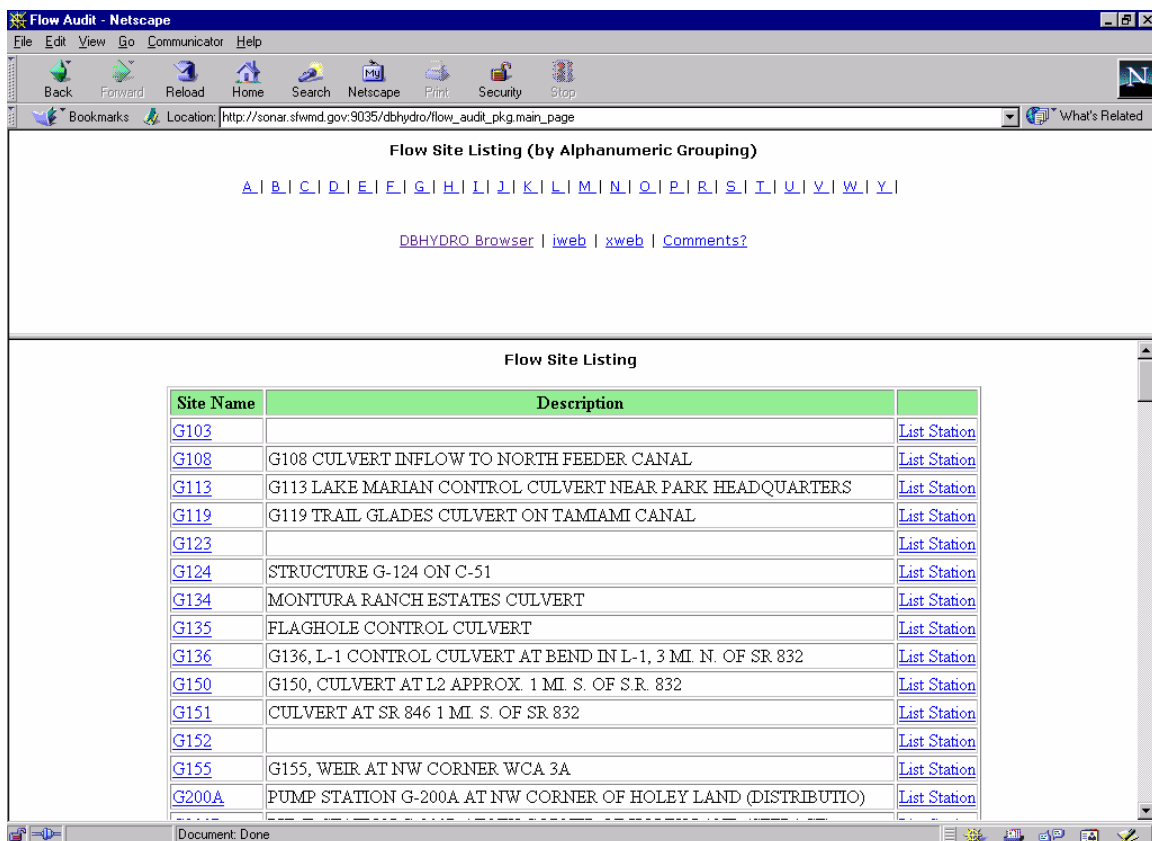 Flow Audit - Netscape
File Edit View Go Communicator Help
Back Forward Reload Home Search Netscape Print Security Stop
My
N
Bookmarks Location: http://sonar.sfwmd.gov:9035/dbhydro/flow_audit_pkg.main_page What's Related
Flow Site Listing (by Alphanumeric Grouping)
A | B | C | D | E | F | G | H | I | J | K | L | M | N | O | P | R | S | T | U | V | W | Y |
DBHYDRO Browser | iweb | xweb | Comments?
Flow Site Listing
Site Name Description
G103 List Station
G108 G108 CULVERT INFLOW TO NORTH FEEDER CANAL List Station
G113 G113 LAKE MARIAN CONTROL CULVERT NEAR PARK HEADQUARTERS List Station
G119 G119 TRAIL GLADES CULVERT ON TAMIAMI CANAL List Station
G123 List Station
G124 STRUCTURE G-124 ON C-51 List Station
G134 MONTURA RANCH ESTATES CULVERT List Station
G135 FLAGHOLE CONTROL CULVERT List Station
G136 G136, L-1 CONTROL CULVERT AT BEND IN L-1, 3 MI. N. OF SR 832 List Station
G150 G150, CULVERT AT L2 APPROX. 1 MI. S. OF S.R. 832 List Station
G151 CULVERT AT SR 846 1 MI. S. OF SR 832 List Station
G152 List Station
G155 G155, WEIR AT NW CORNER WCA 3A List Station
G200A PUMP STATION G-200A AT NW CORNER OF HOLEY LAND (DISTRIBUTIO) List Station
Document: Done